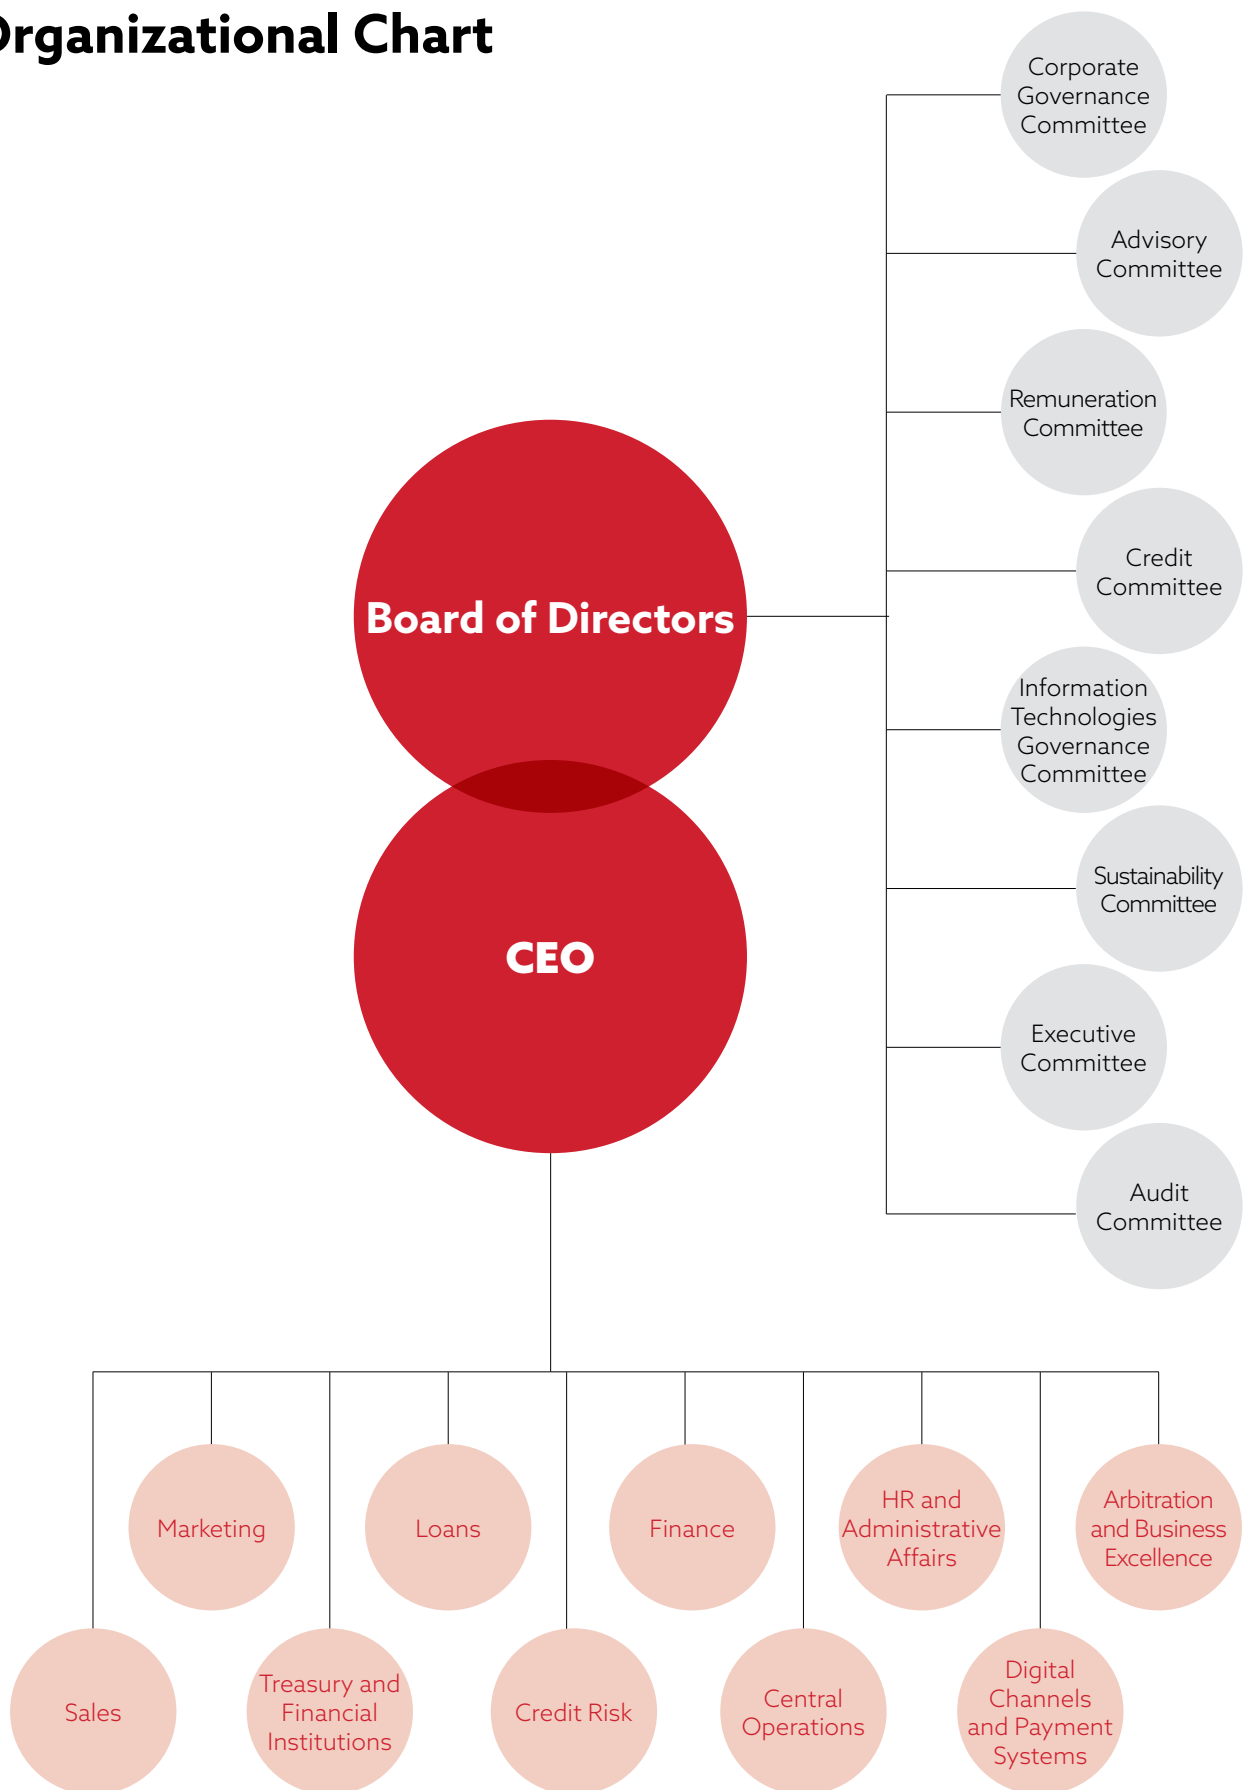 Organizational Chart
Corporate
Governance
Committee
Advisory
Committee
Remuneration
Committee
Credit
Committee
Board of Directors
Information
Technologies
Governance
Committee
Sustainability
Committee
CEO
Executive
Committee
Audit
Committee
Marketing
Loans
Finance
HR and
Administrative
Affairs
Arbitration
and Business
Excellence
Sales
Treasury and
Financial
Institutions
Credit Risk
Central
Operations
Digital
Channels
and Payment
Systems